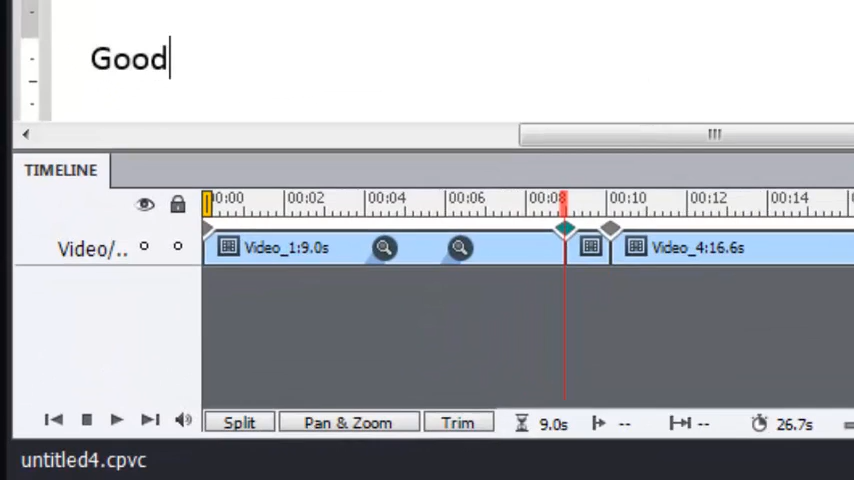 Good
TIMELINE
00:00 00:02 00:04 00:06 00:08 00:10 00:12 00:14
Video/.. Video_1:9.0s Video_4:16.6s
Split Pan & Zoom Trim 9.0s -- -- 26.7s
untitled4.cpvc